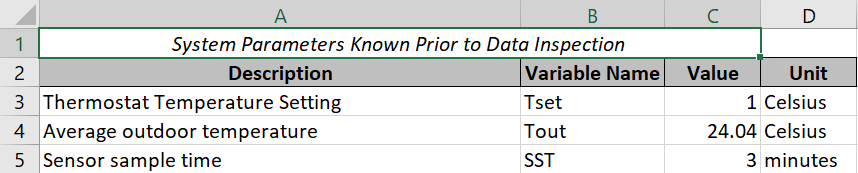 A B C D
1 System Parameters Known Prior to Data Inspection
2 Description Variable Name Value Unit
3 Thermostat Temperature Setting Tset 1 Celsius
4 Average outdoor temperature Tout 24.04 Celsius
5 Sensor sample time SST 3 minutes